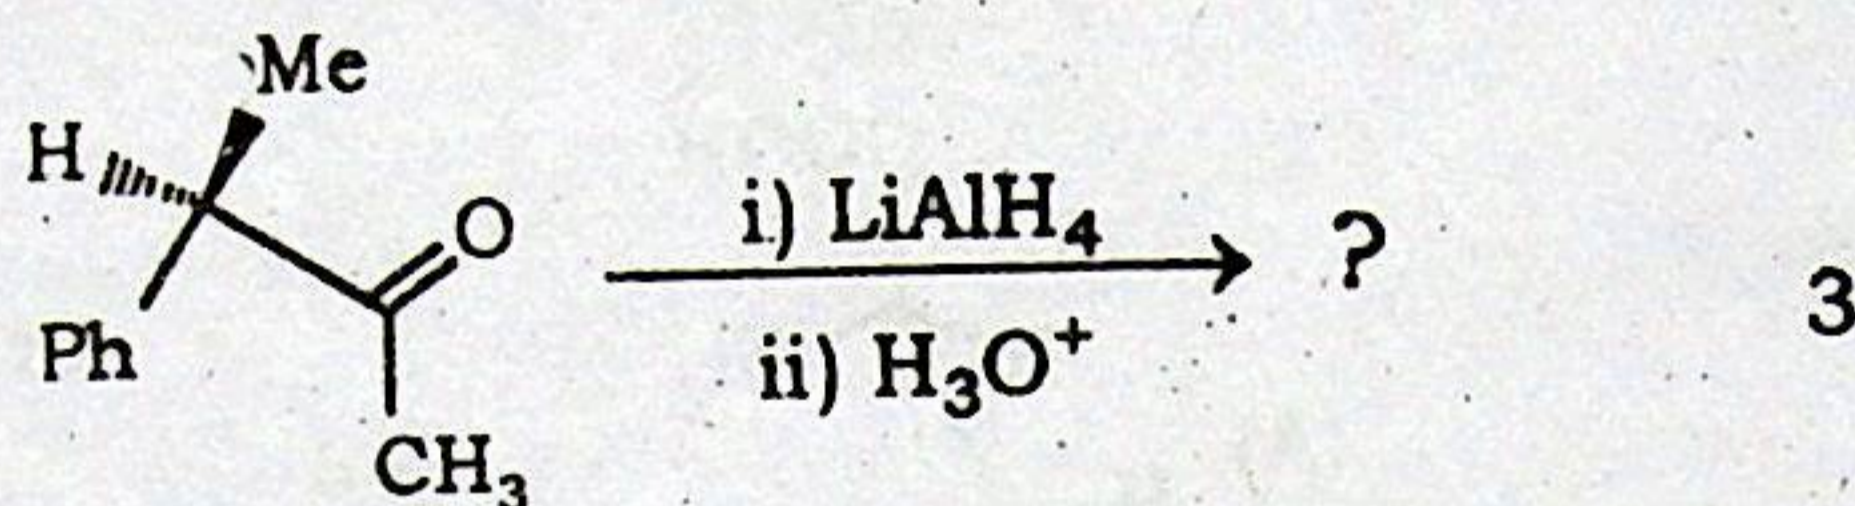 Me
H
O
Ph
CH₃
i) LiAlH₄
ii) H₃O⁺
?
3